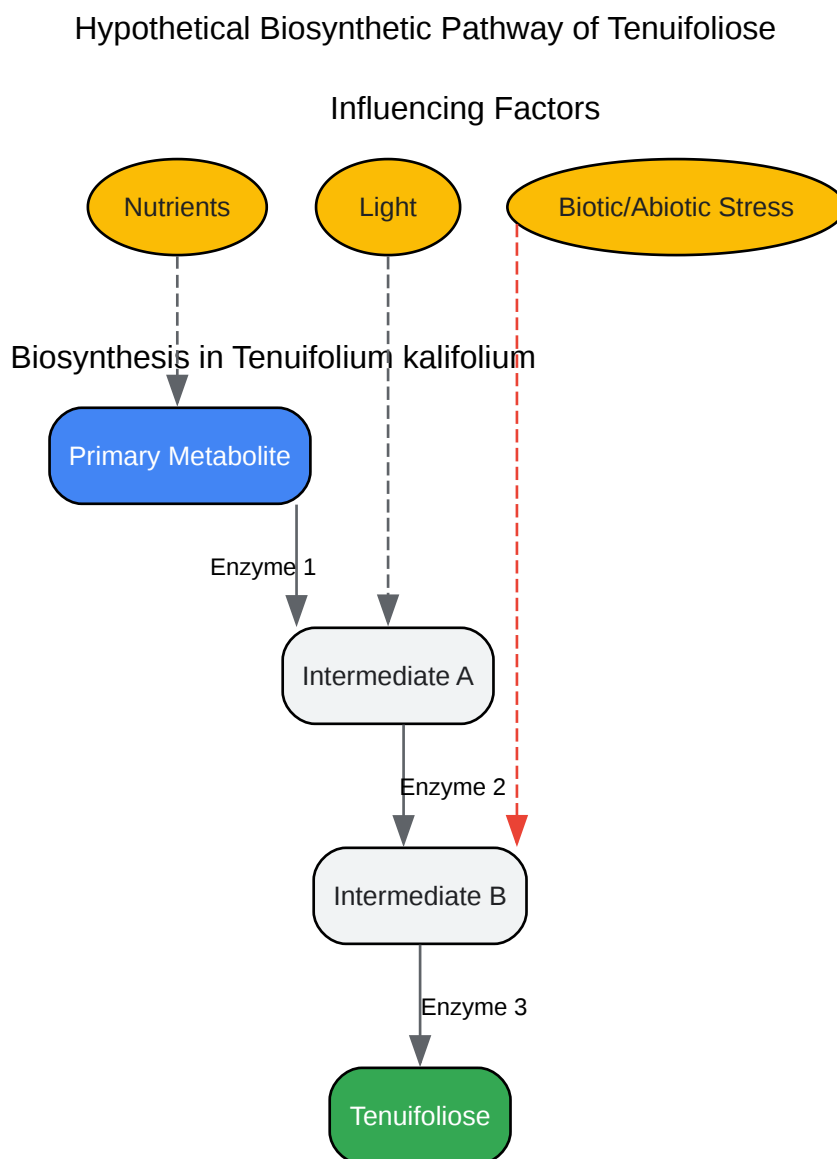 Hypothetical Biosynthetic Pathway of Tenuifoliose
Influencing Factors
Nutrients
Light
Biotic/Abiotic Stress
Biosynthesis in Tenuifolium kalifolium
Primary Metabolite
Enzyme 1
Intermediate A
Enzyme 2
Intermediate B
Enzyme 3
Tenuifoliose